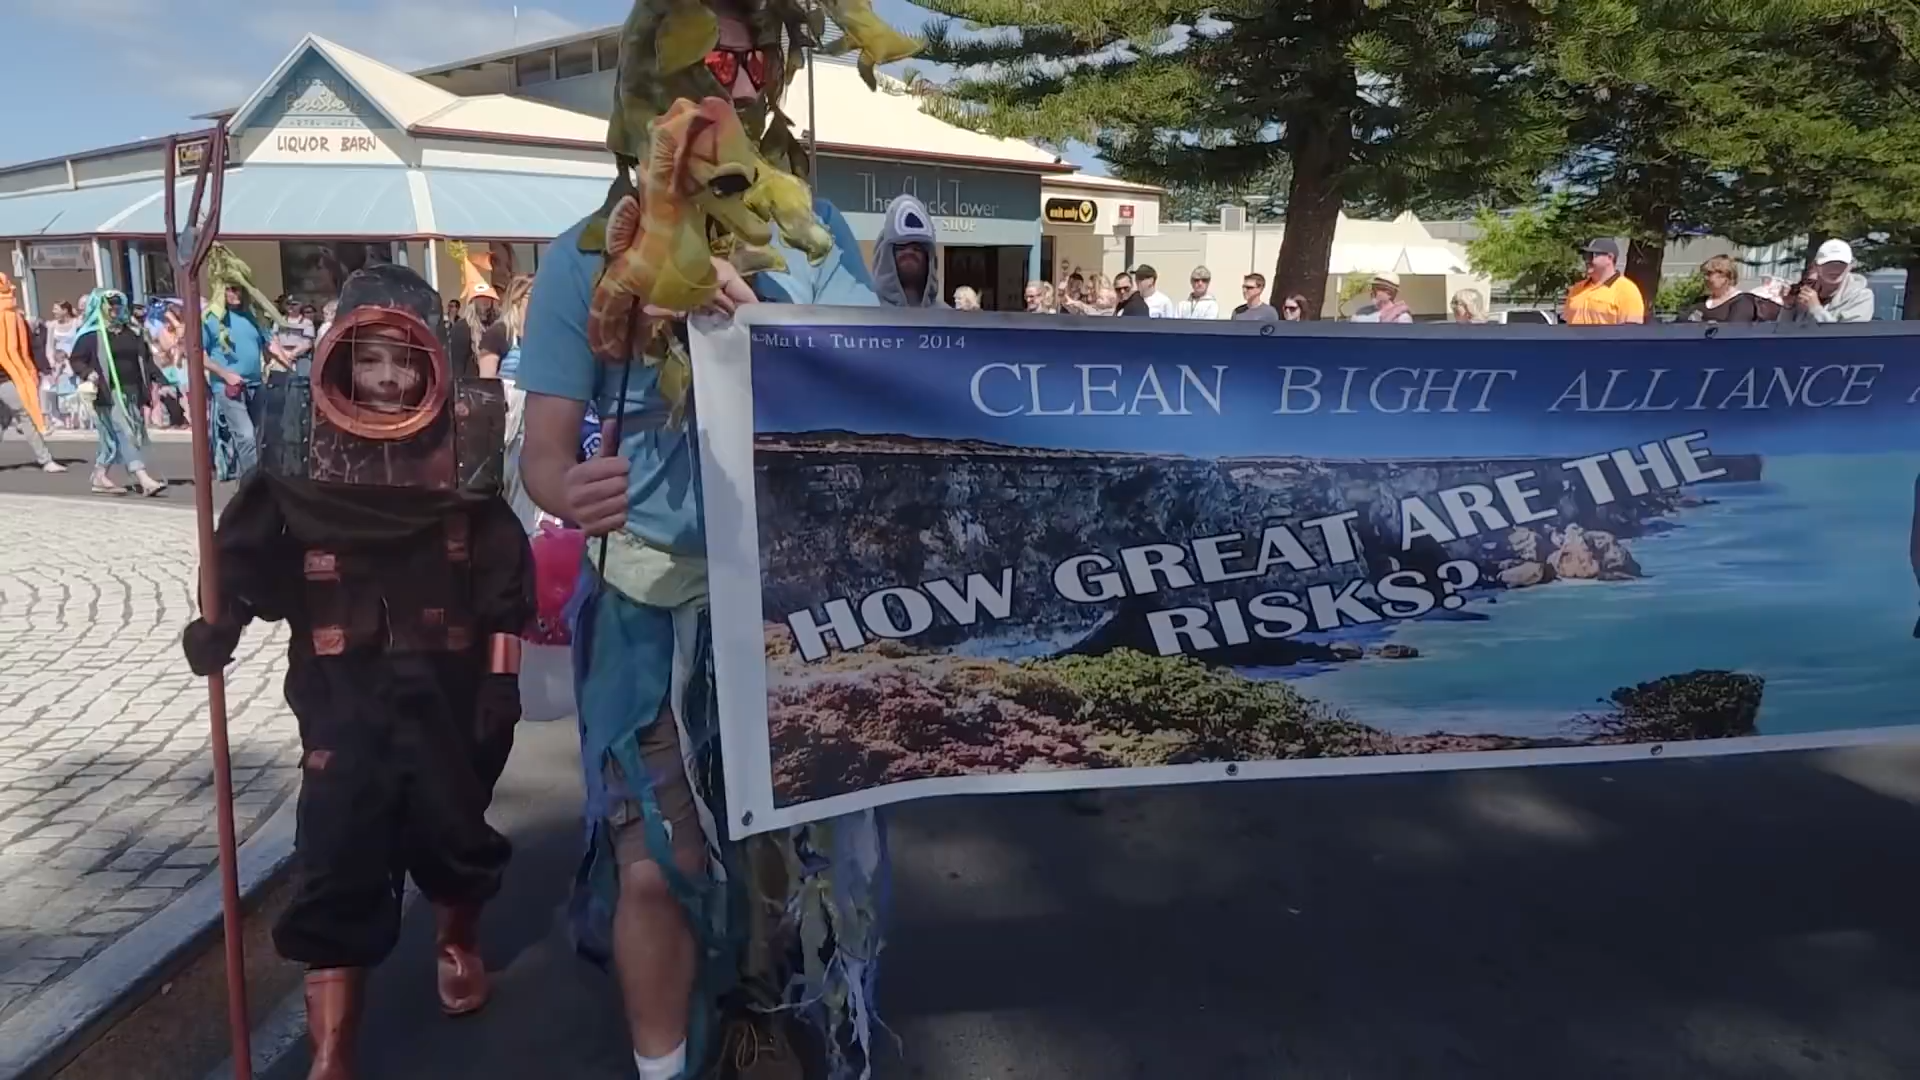 LIQUOR BARN
The Clock Tower
SHOP
exit only
©Matt Turner 2014
CLEAN BIGHT ALLIANCE
HOW GREAT ARE THE
RISKS?